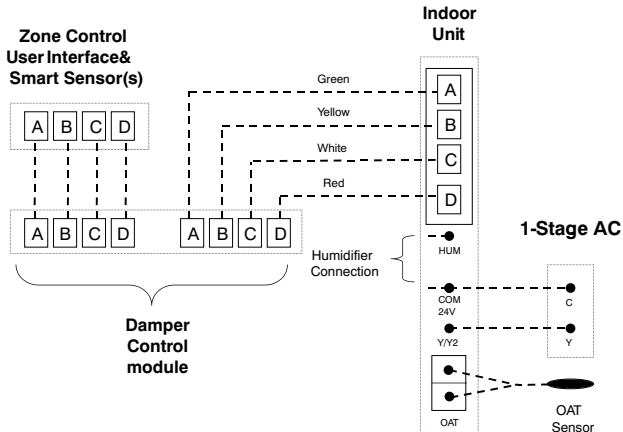 Zone Control
User Interface&
Smart Sensor(s)
A B C D
A B C D
A B C D
Damper
Control
module
Green
Yellow
White
Red
Humidifier
Connection
Indoor
Unit
A
B
C
D
HUM
COM
24V
Y/Y2
OAT
1-Stage AC
C
Y
OAT
Sensor